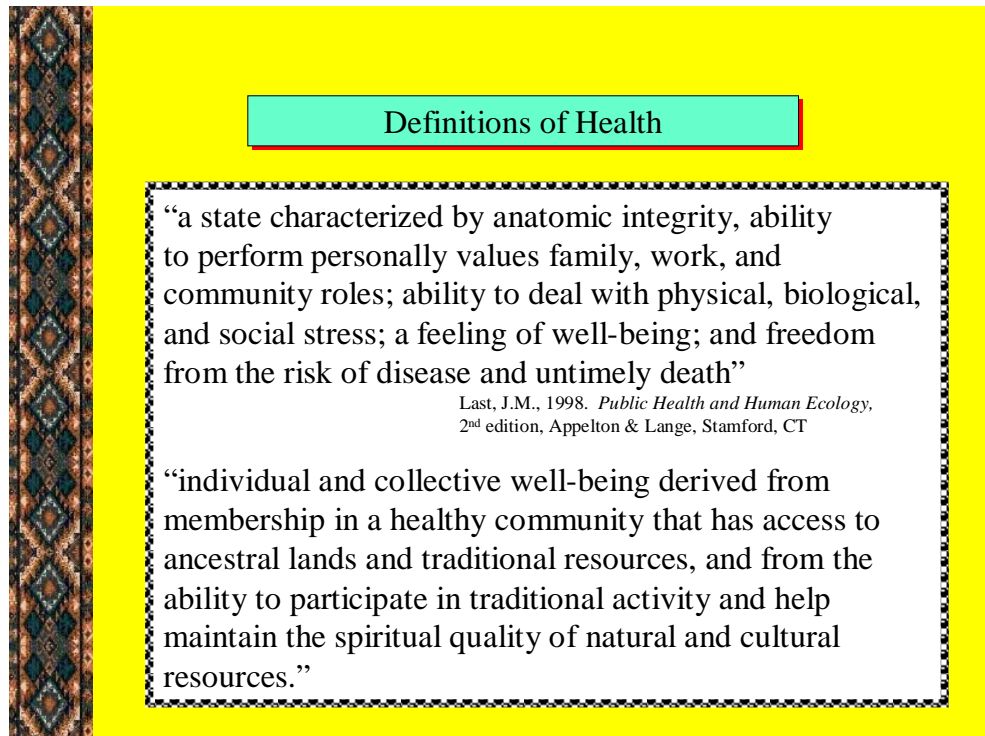 Definitions of Health
“a state characterized by anatomic integrity, ability
to perform personally values family, work, and
community roles; ability to deal with physical, biological,
and social stress; a feeling of well-being; and freedom
from the risk of disease and untimely death”
Last, J.M., 1998. Public Health and Human Ecology,
2nd edition, Appelton & Lange, Stamford, CT
“individual and collective well-being derived from
membership in a healthy community that has access to
ancestral lands and traditional resources, and from the
ability to participate in traditional activity and help
maintain the spiritual quality of natural and cultural
resources.”